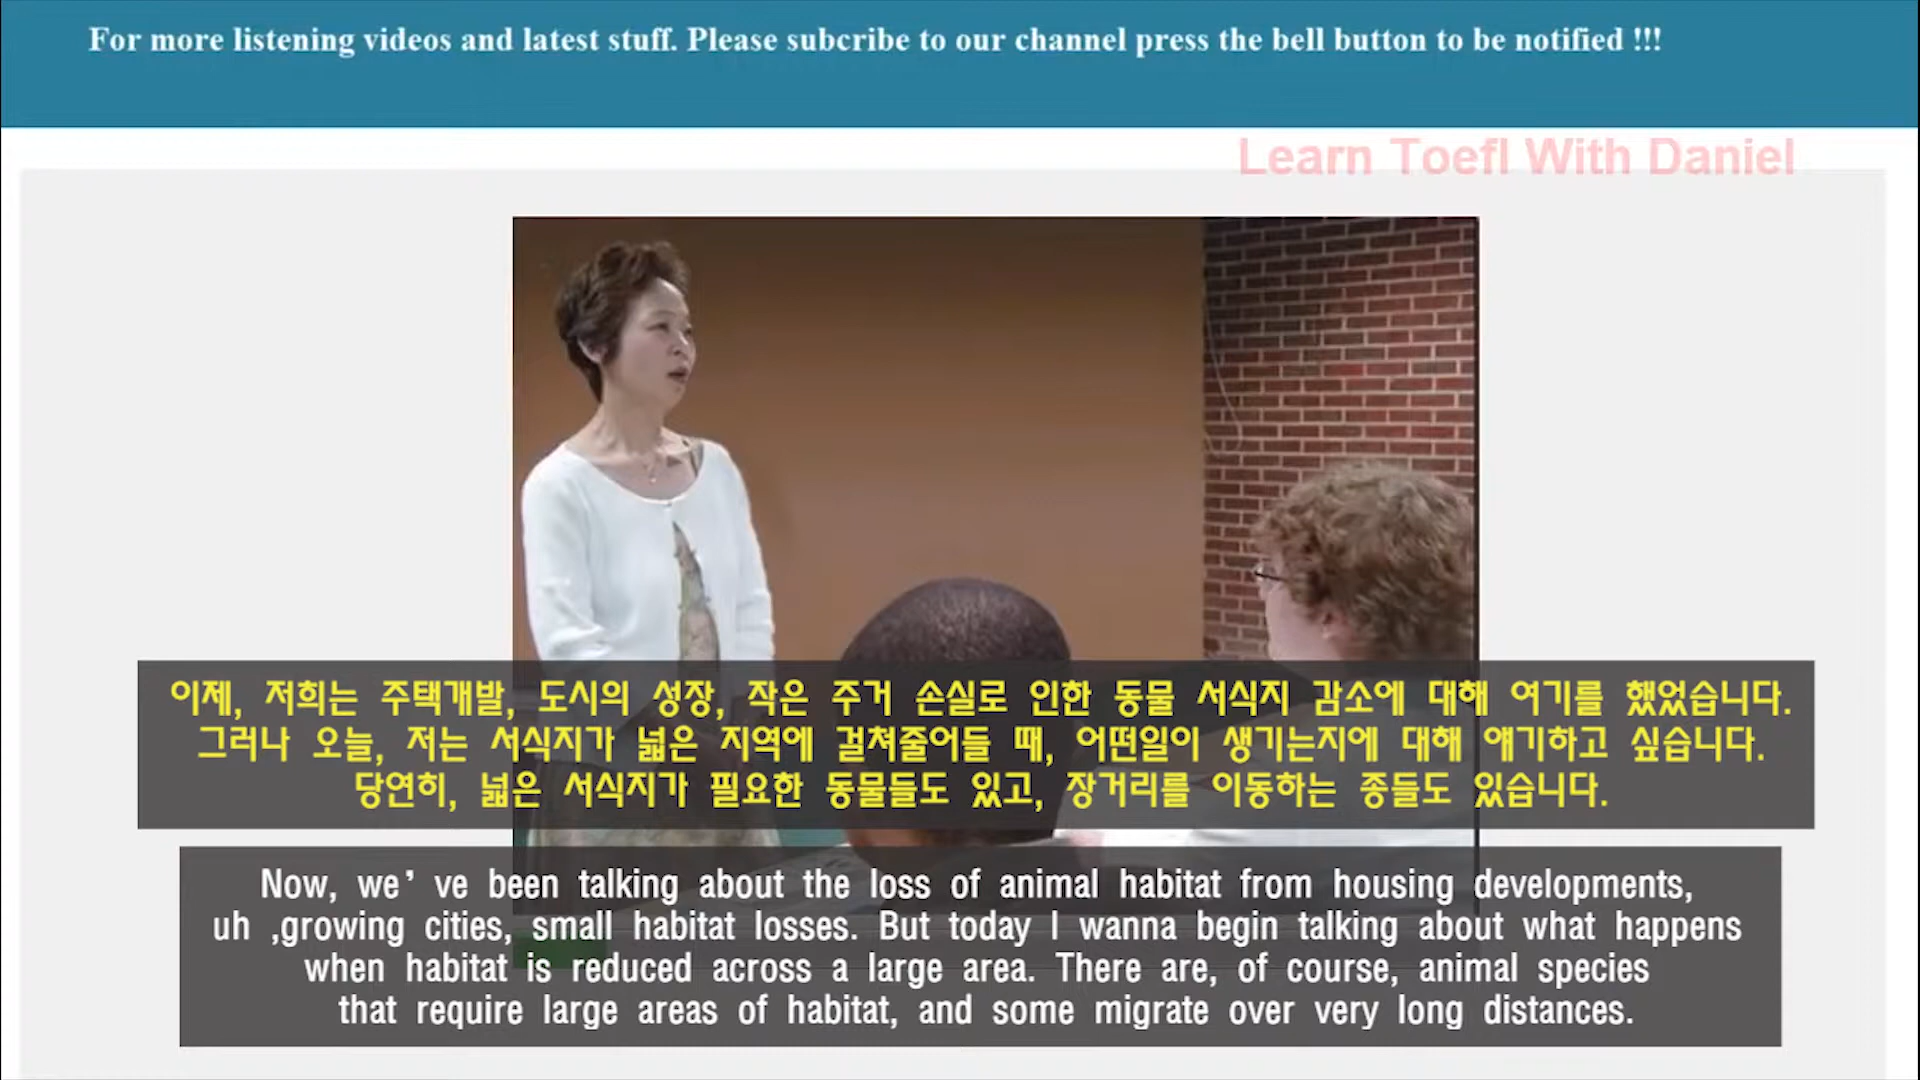 For more listening videos and latest stuff. Please subcribe to our channel press the bell button to be notified !!!
Learn Toefl With Daniel
이제, 저희는 주택개발, 도시의 성장, 작은 주거 손실로 인한 동물 서식지 감소에 대해 여기를 했었습니다.
그러나 오늘, 저는 서식지가 넓은 지역에 걸쳐줄어들 때, 어떤일이 생기는지에 대해 얘기하고 싶습니다.
당연히, 넓은 서식지가 필요한 동물들도 있고, 장거리를 이동하는 종들도 있습니다.
Now, we’ ve been talking about the loss of animal habitat from housing developments,
uh ,growing cities, small habitat losses. But today I wanna begin talking about what happens
when habitat is reduced across a large area. There are, of course, animal species
that require large areas of habitat, and some migrate over very long distances.